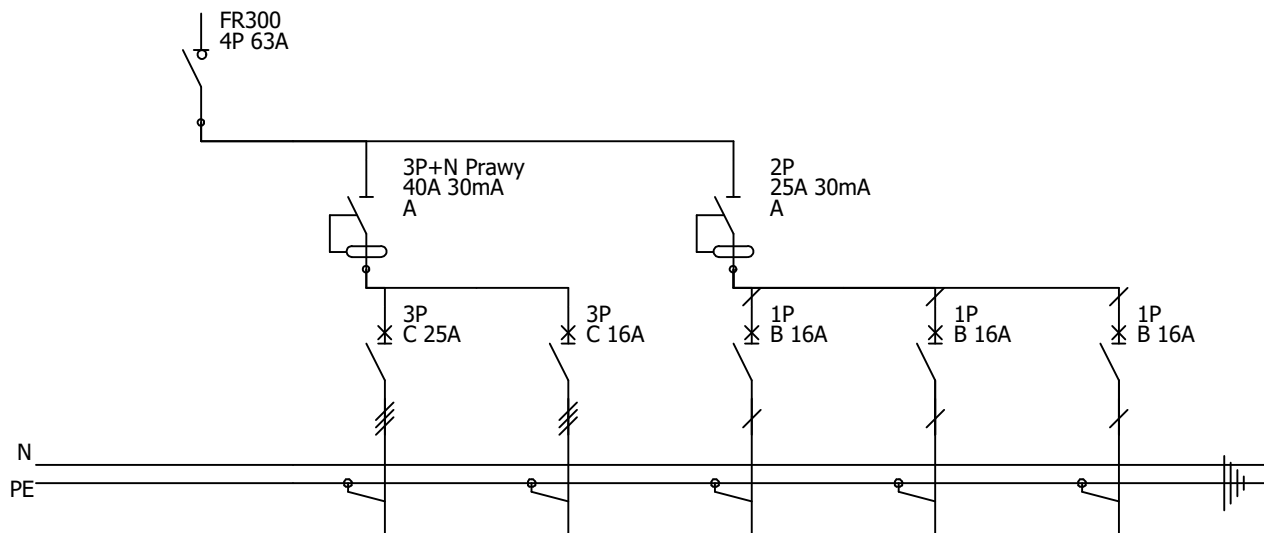 FR300
4P 63A
3P+N Prawy
40A 30mA
A
2P
25A 30mA
A
3P
C 25A
3P
C 16A
1P
B 16A
1P
B 16A
1P
B 16A
N
PE